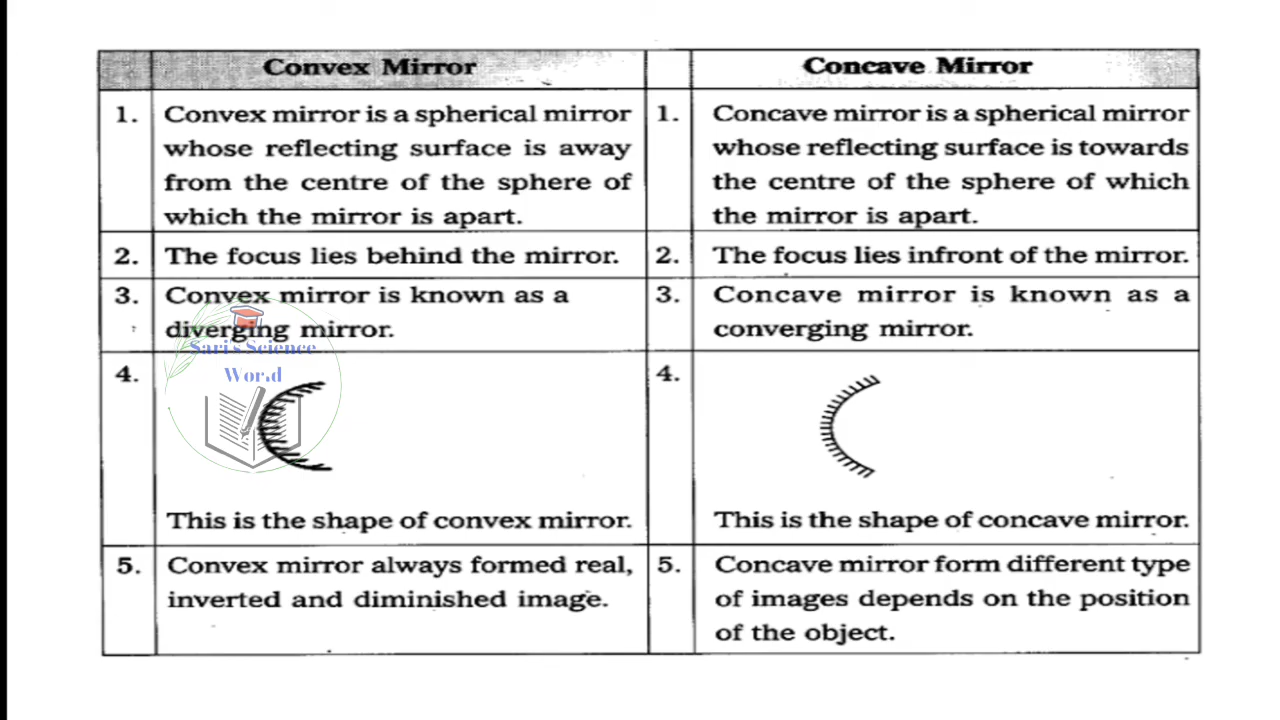 Convex Mirror
Concave Mirror
1. Convex mirror is a spherical mirror
whose reflecting surface is away
from the centre of the sphere of
which the mirror is apart.
1. Concave mirror is a spherical mirror
whose reflecting surface is towards
the centre of the sphere of which
the mirror is apart.
2. The focus lies behind the mirror.
2. The focus lies infront of the mirror.
3. Convex mirror is known as a
diverging mirror.
3. Concave mirror is known as a
converging mirror.
Sari's Science
World
4.
This is the shape of convex mirror.
4.
This is the shape of concave mirror.
5. Convex mirror always formed real,
inverted and diminished image.
5. Concave mirror form different type
of images depends on the position
of the object.